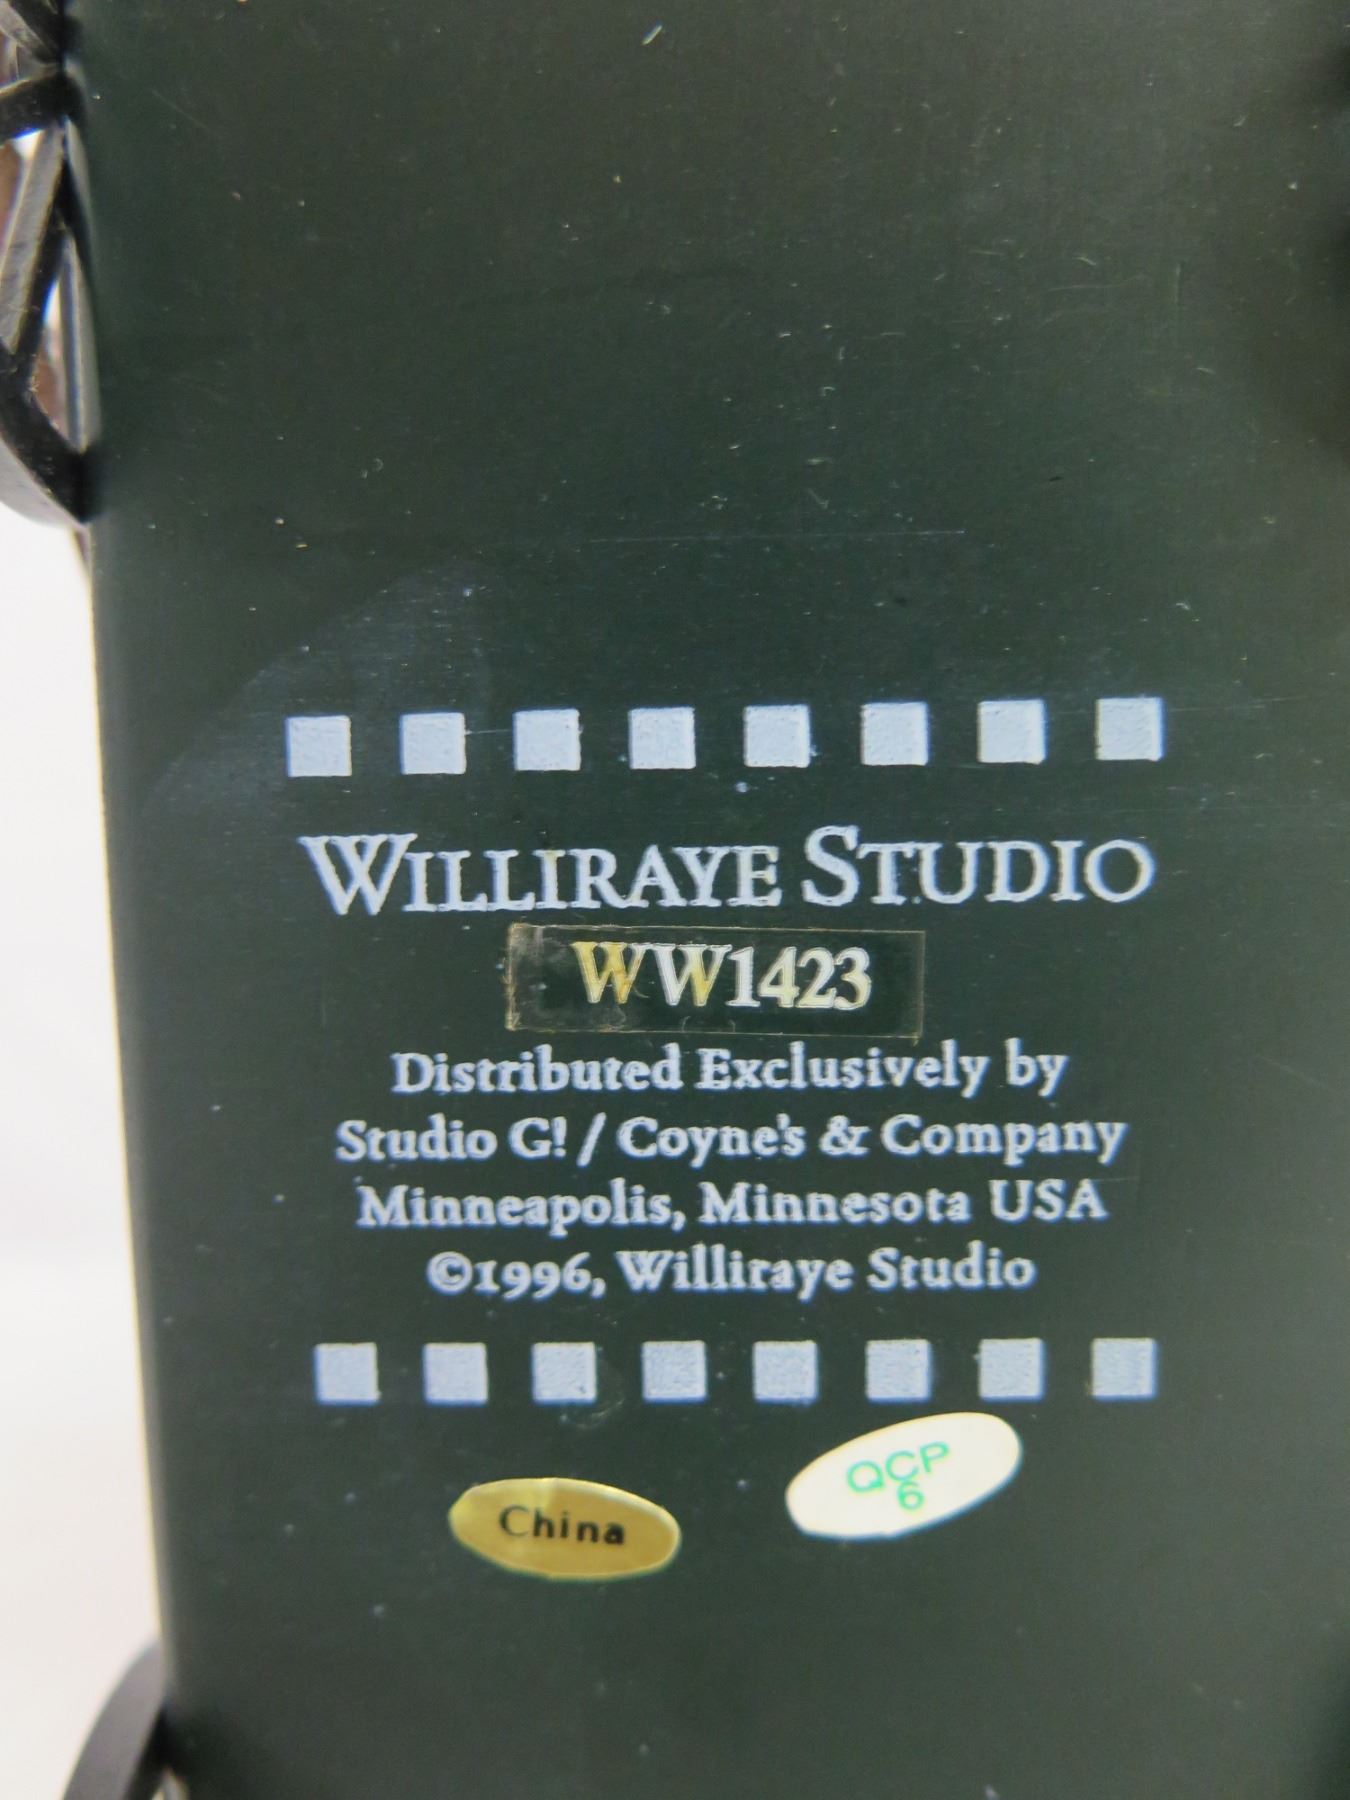 WILLIRAYE STUDIO
WW1423
Distributed Exclusively by
Studio G! / Coyne's & Company
Minneapolis, Minnesota USA
©1996, Williraye Studio
China
QCP
6